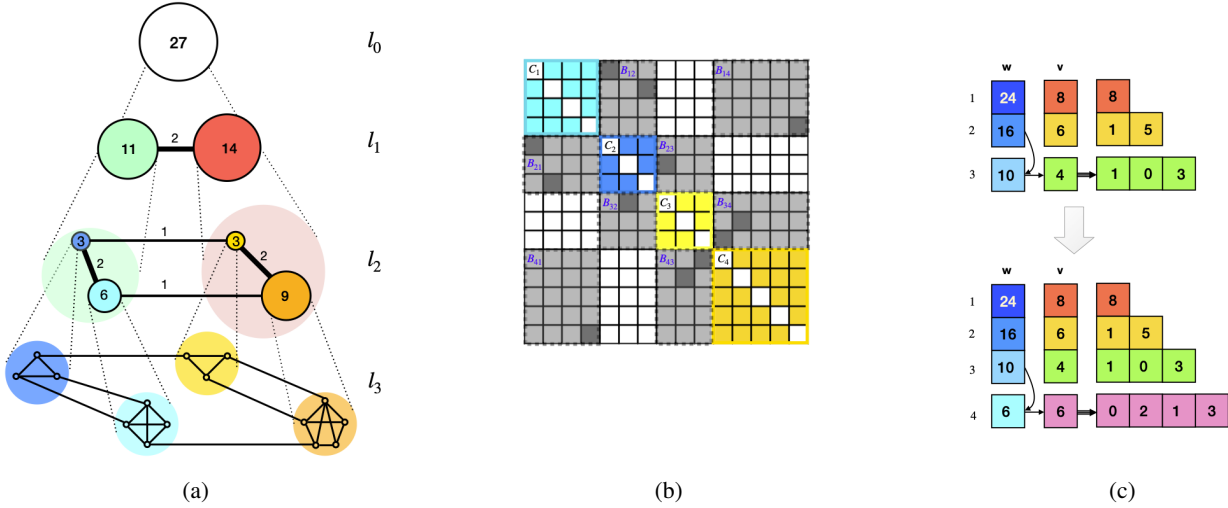 27 l0
2
11 14 l1
3 1 3
2 2 l2
6 1 9
l3
(a)
C1 B12 B14
B21 C2 B23
B32 C3 B34
B41 B43 C4
(b)
w v
1 24 8 8
2 16 6 1 5
3 10 4 1 0 3
w v
1 24 8 8
2 16 6 1 5
3 10 4 1 0 3
4 6 6 0 2 1 3
(c)